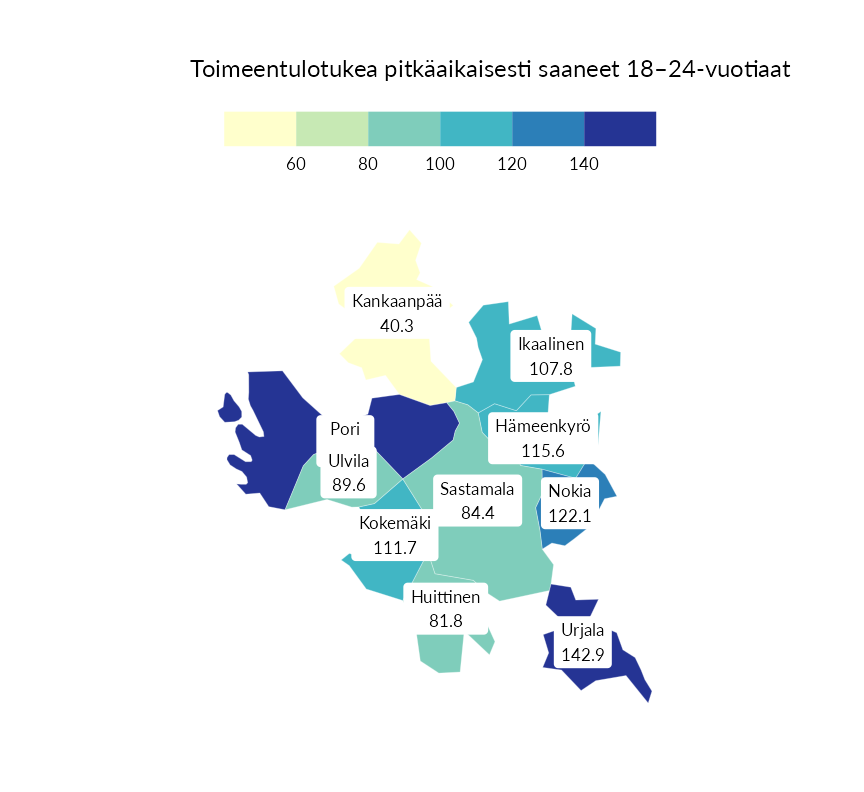 Toimeentulotukea pitkäaikaisesti saaneet 18–24-vuotiaat
60 80 100 120 140
Kankaanpää
40.3
Ikaalinen
107.8
Hämeenkyrö
115.6
Pori
Ulvila
89.6
Sastamala
84.4
Nokia
122.1
Kokemäki
111.7
Huittinen
81.8
Urjala
142.9